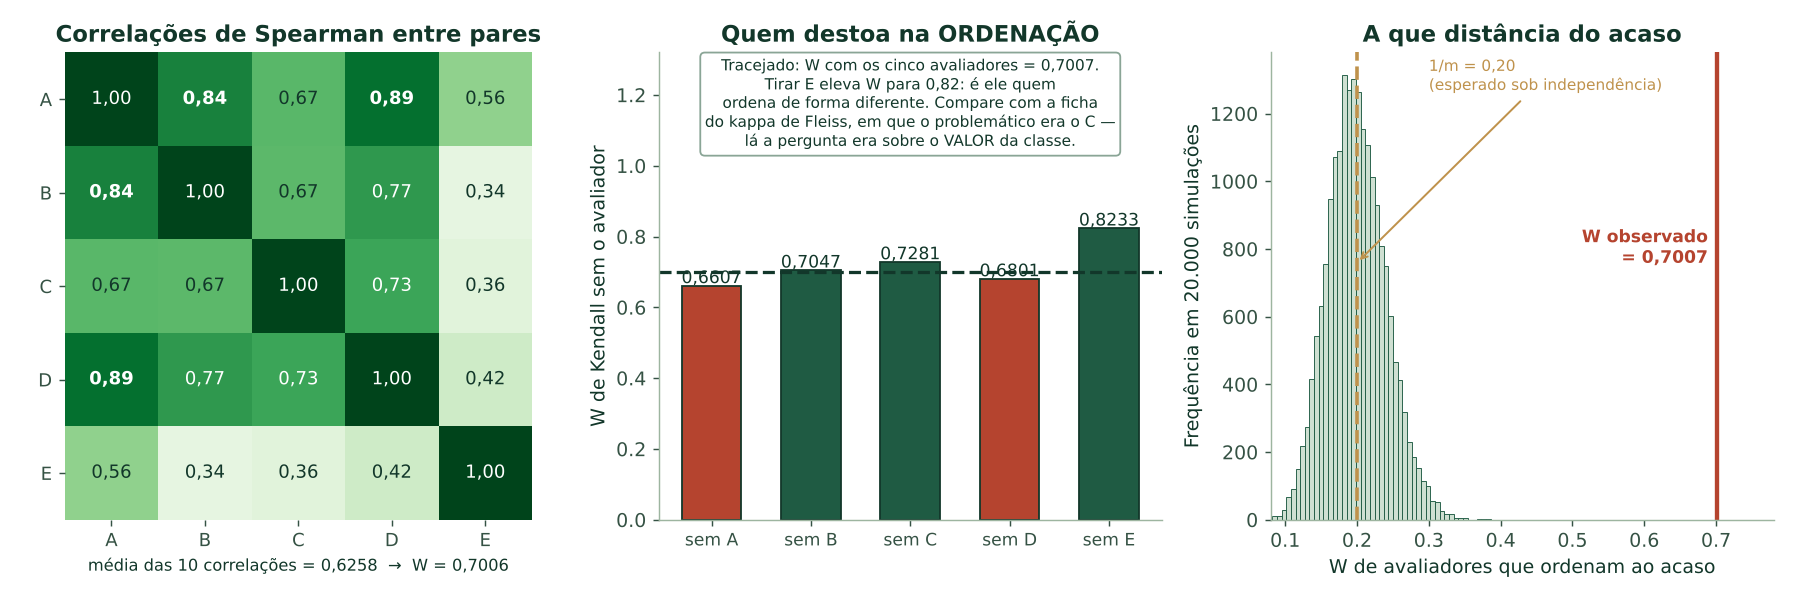 Correlações de Spearman entre pares
A
B
C
D
E
1,00 0,84 0,67 0,89 0,56
0,84 1,00 0,67 0,77 0,34
0,67 0,67 1,00 0,73 0,36
0,89 0,77 0,73 1,00 0,42
0,56 0,34 0,36 0,42 1,00
A B C D E
média das 10 correlações = 0,6258 → W = 0,7006
Quem destoa na ORDENAÇÃO
Tracejado: W com os cinco avaliadores = 0,7007.
Tirar E eleva W para 0,82: é ele quem
ordena de forma diferente. Compare com a ficha
do kappa de Fleiss, em que o problemático era o C —
lá a pergunta era sobre o VALOR da classe.
W de Kendall sem o avaliador
1.2
1.0
0.8
0.6
0.4
0.2
0.0
0,6607 0,7047 0,7281 0,6801 0,8233
sem A sem B sem C sem D sem E
A que distância do acaso
1/m = 0,20
(esperado sob independência)
W observado
= 0,7007
Frequência em 20.000 simulações
1200
1000
800
600
400
200
0
0.1 0.2 0.3 0.4 0.5 0.6 0.7
W de avaliadores que ordenam ao acaso